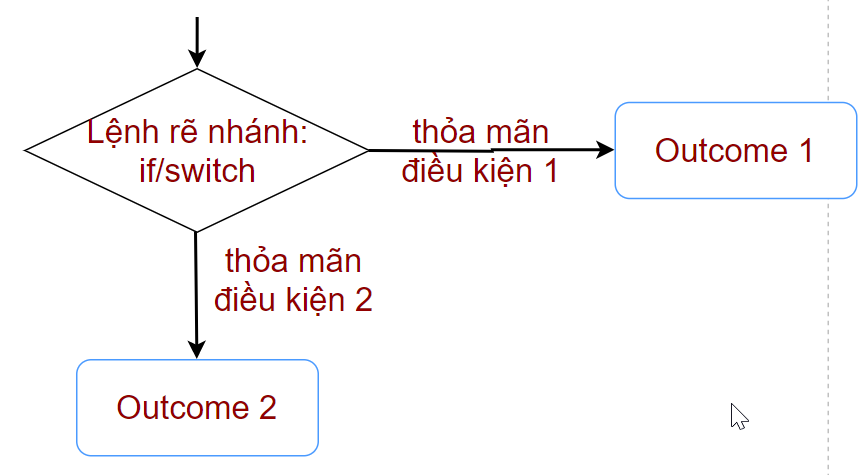 Lệnh rẽ nhánh:
if/switch
thỏa mãn
điều kiện 1
Outcome 1
thỏa mãn
điều kiện 2
Outcome 2